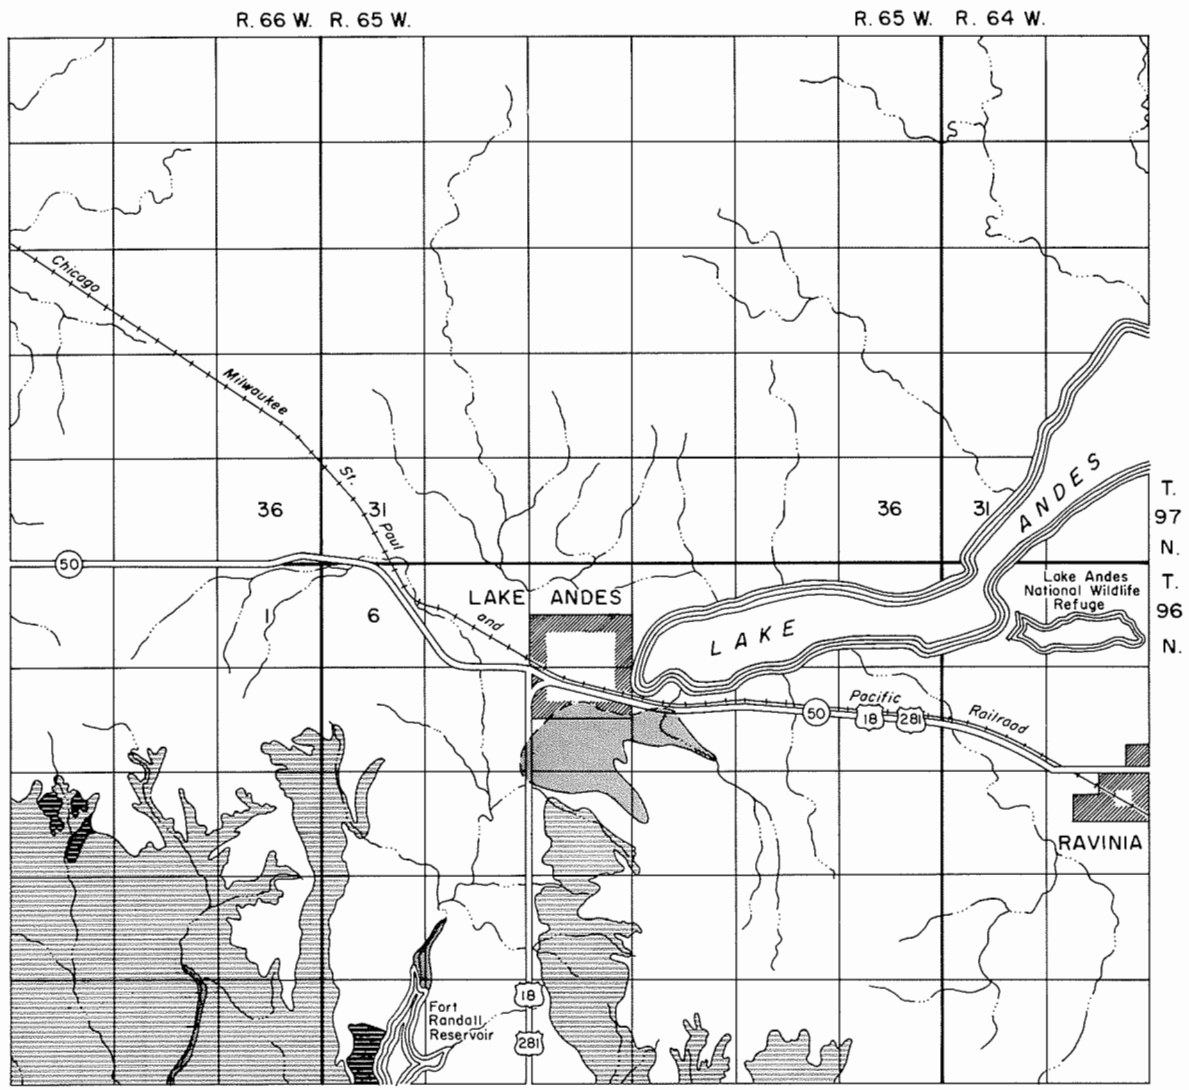 R. 66 W. R. 65 W.
R. 65 W. R. 64 W.
Chicago
Milwaukee
St.
Paul
and
Pacific
Railroad
36
31
36
31
ANDES
T.
97
N.
50
T.
96
N.
Lake Andes
National Wildlife
Refuge
LAKE ANDES
1
6
LAKE
50
18
281
RAVINIA
18
281
Fort
Randall
Reservoir